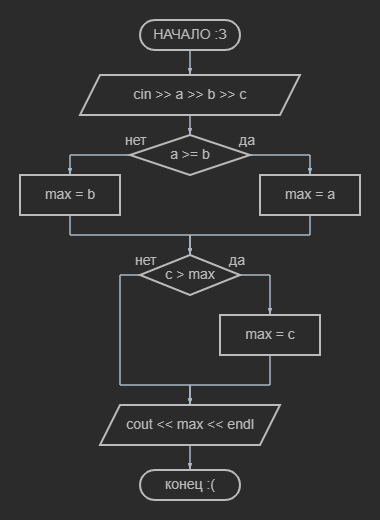 НАЧАЛО :3
cin >> a >> b >> c
нет
да
a >= b
max = b
max = a
нет
да
c > max
max = c
cout << max << endl
конец :(